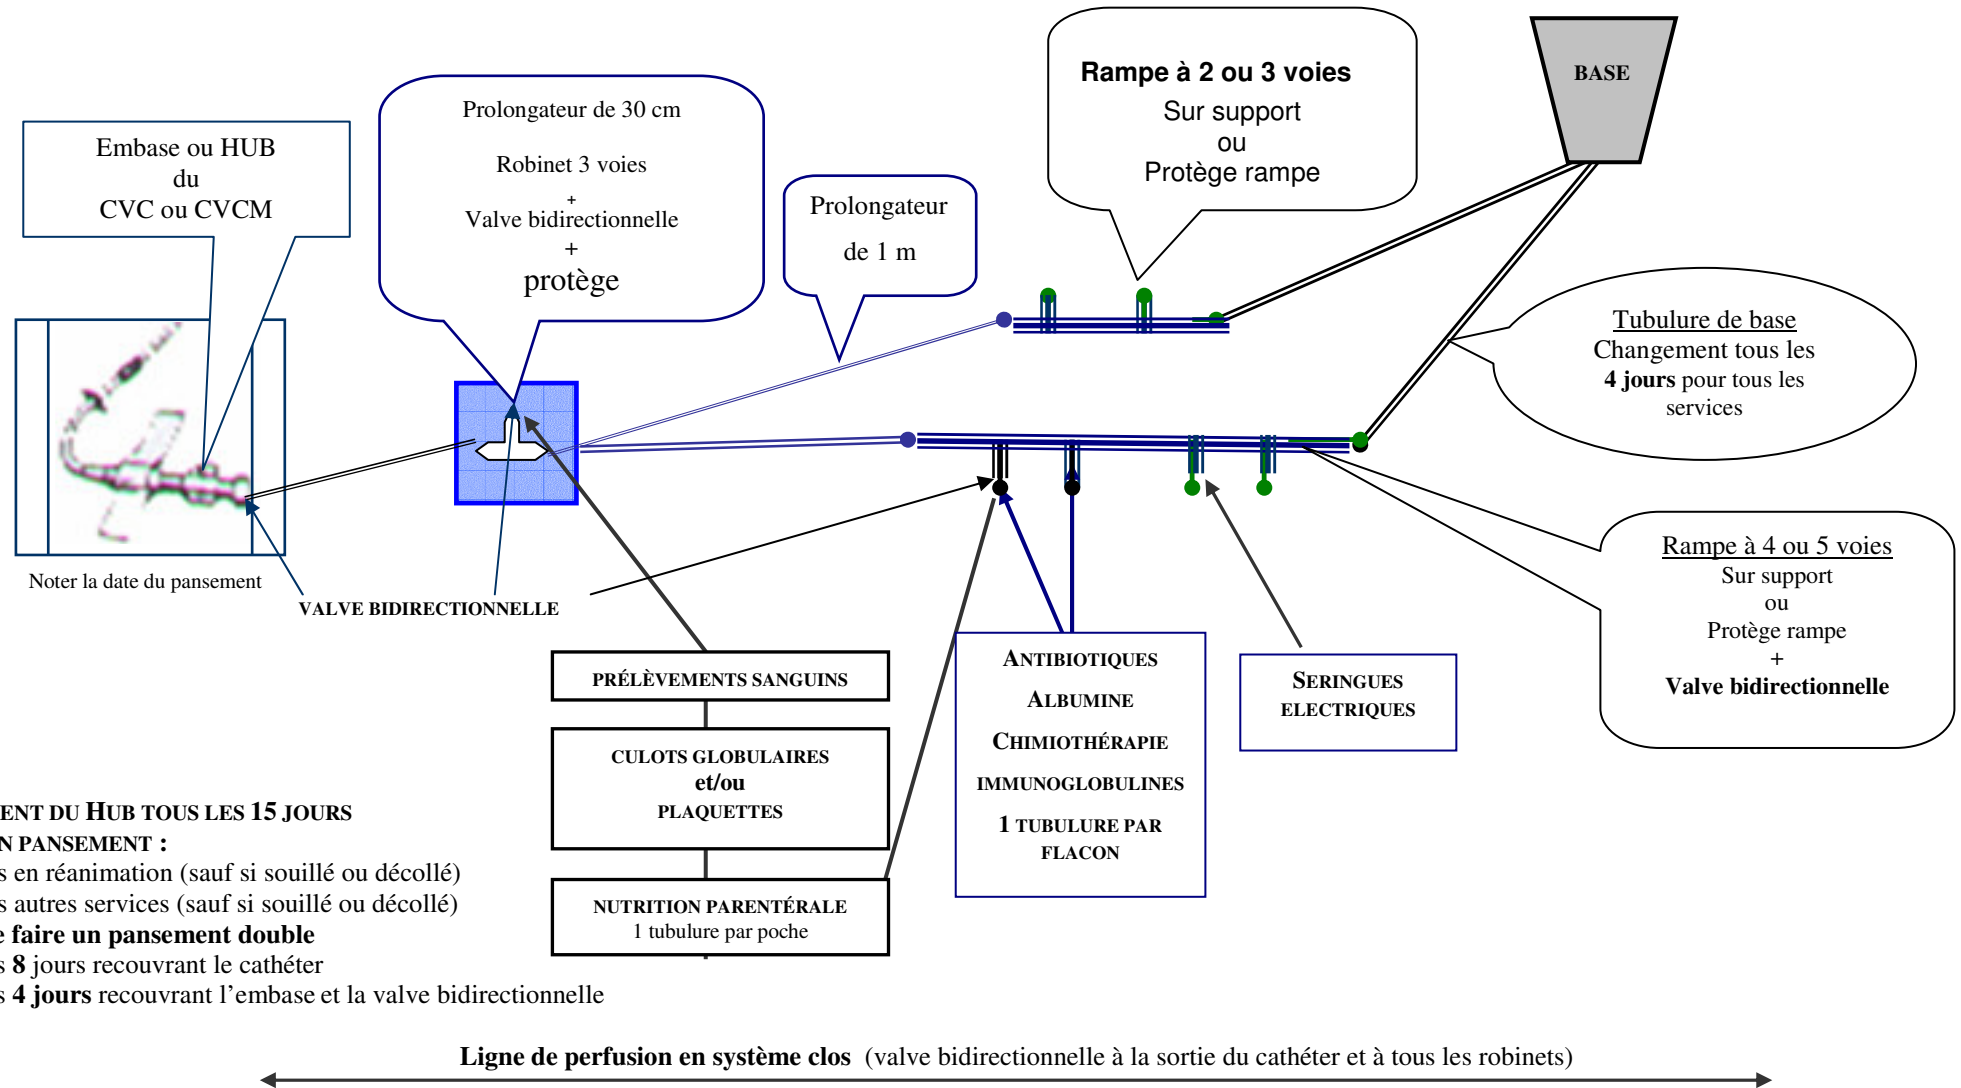 Rampe à 2 ou 3 voies
Sur support
ou
Protège rampe
BASE
Prolongateur de 30 cm
Robinet 3 voies
+
Valve bidirectionnelle
+
protège
Embase ou HUB
du
CVC ou CVCM
Prolongateur
de 1 m
Tubulure de base
Changement tous les
4 jours pour tous les
services
Rampe à 4 ou 5 voies
Sur support
ou
Protège rampe
+
Valve bidirectionnelle
Noter la date du pansement
VALVE BIDIRECTIONNELLE
PRÉLÈVEMENTS SANGUINS
CULOTS GLOBULAIRES
et/ou
PLAQUETTES
NUTRITION PARENTÉRALE
1 tubulure par poche
ANTIBIOTIQUES
ALBUMINE
CHIMIOTHÉRAPIE
IMMUNOGLOBULINES
1 TUBULURE PAR
FLACON
SERINGUES
ELECTRIQUES
ENT DU HUB TOUS LES 15 JOURS
N PANSEMENT :
s en réanimation (sauf si souillé ou décollé)
s autres services (sauf si souillé ou décollé)
e faire un pansement double
s 8 jours recouvrant le cathéter
s 4 jours recouvrant l'embase et la valve bidirectionnelle
Ligne de perfusion en système clos (valve bidirectionnelle à la sortie du cathéter et à tous les robinets)